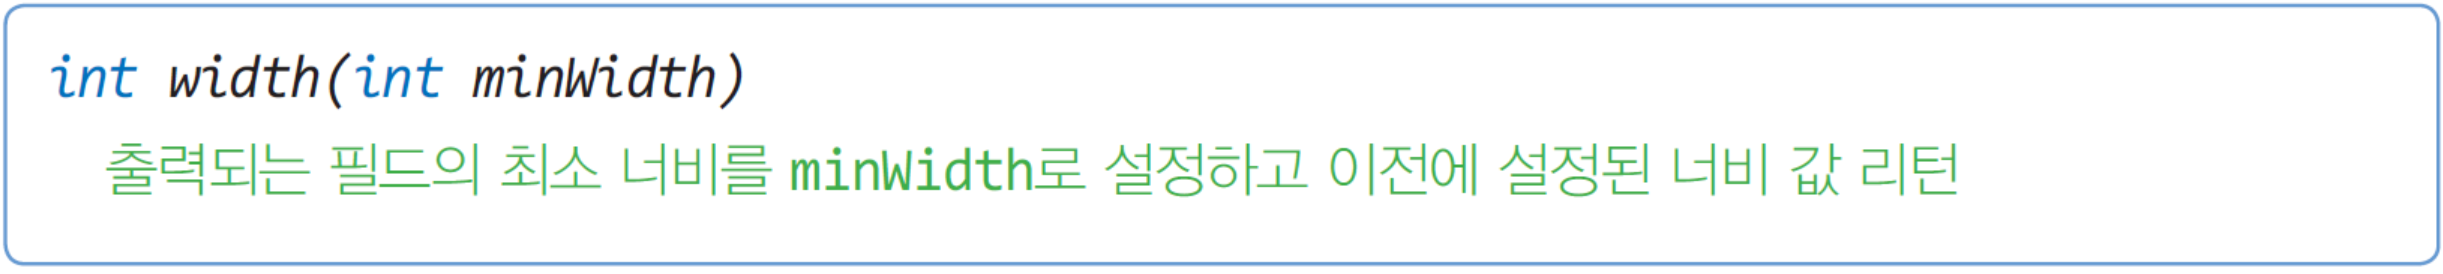 int width(int minWidth)
출력되는 필드의 최소 너비를 minWidth로 설정하고 이전에 설정된 너비 값 리턴